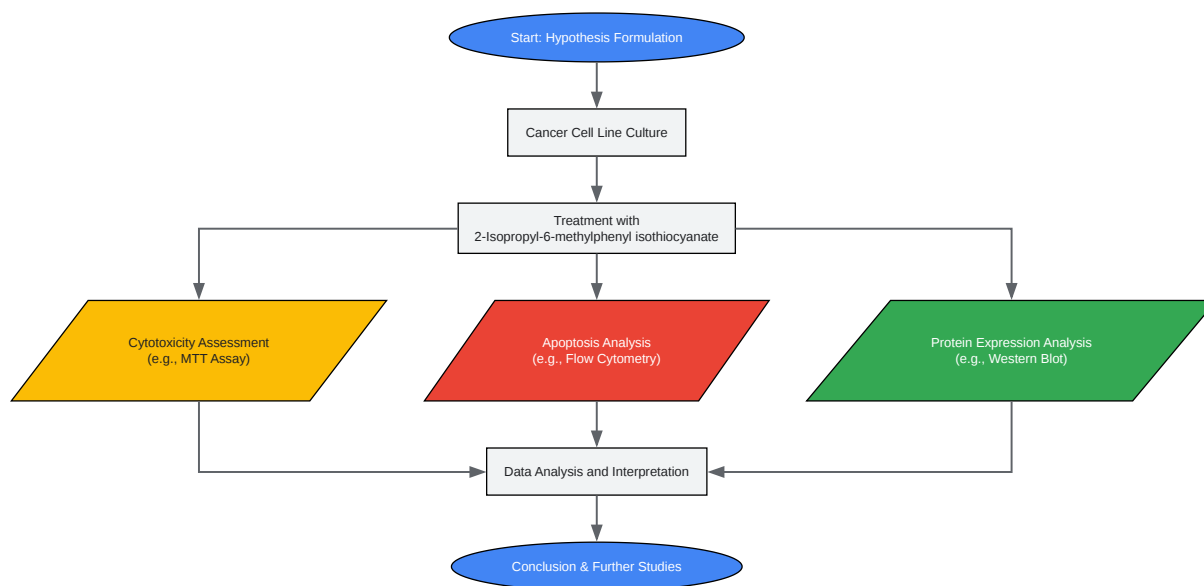 Start: Hypothesis Formulation
Cancer Cell Line Culture
Treatment with
2-Isopropyl-6-methylphenyl isothiocyanate
Cytotoxicity Assessment
(e.g., MTT Assay)
Apoptosis Analysis
(e.g., Flow Cytometry)
Protein Expression Analysis
(e.g., Western Blot)
Data Analysis and Interpretation
Conclusion & Further Studies